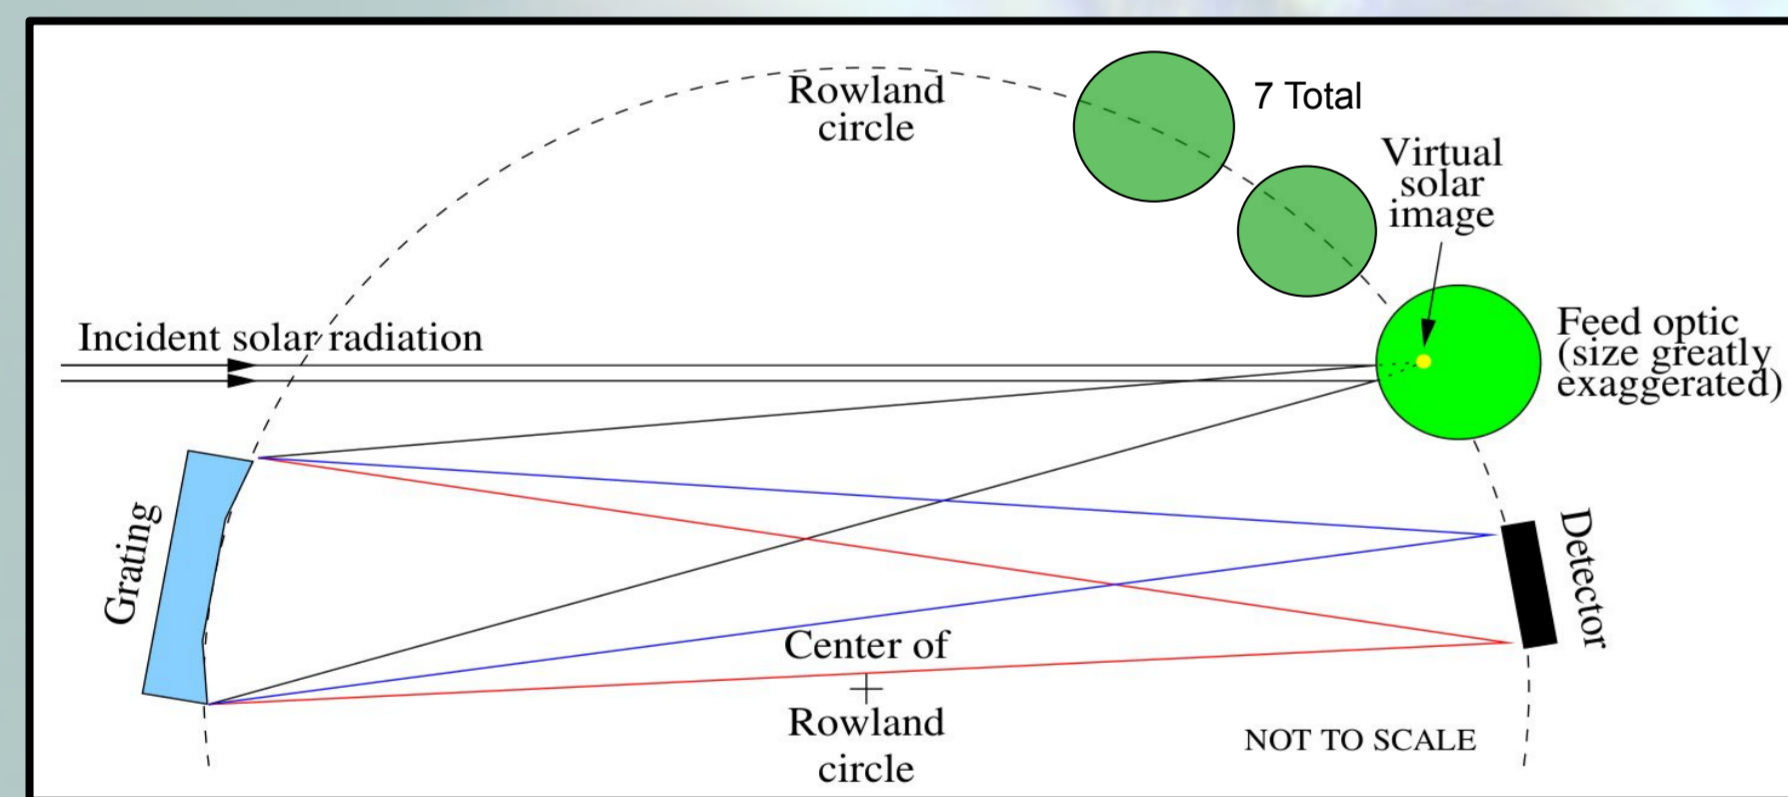 Rowland
circle
7 Total
Virtual
solar
image
Incident solar radiation
Feed optic
(size greatly
exaggerated)
Grating
Detector
Center of
Rowland
circle
NOT TO SCALE